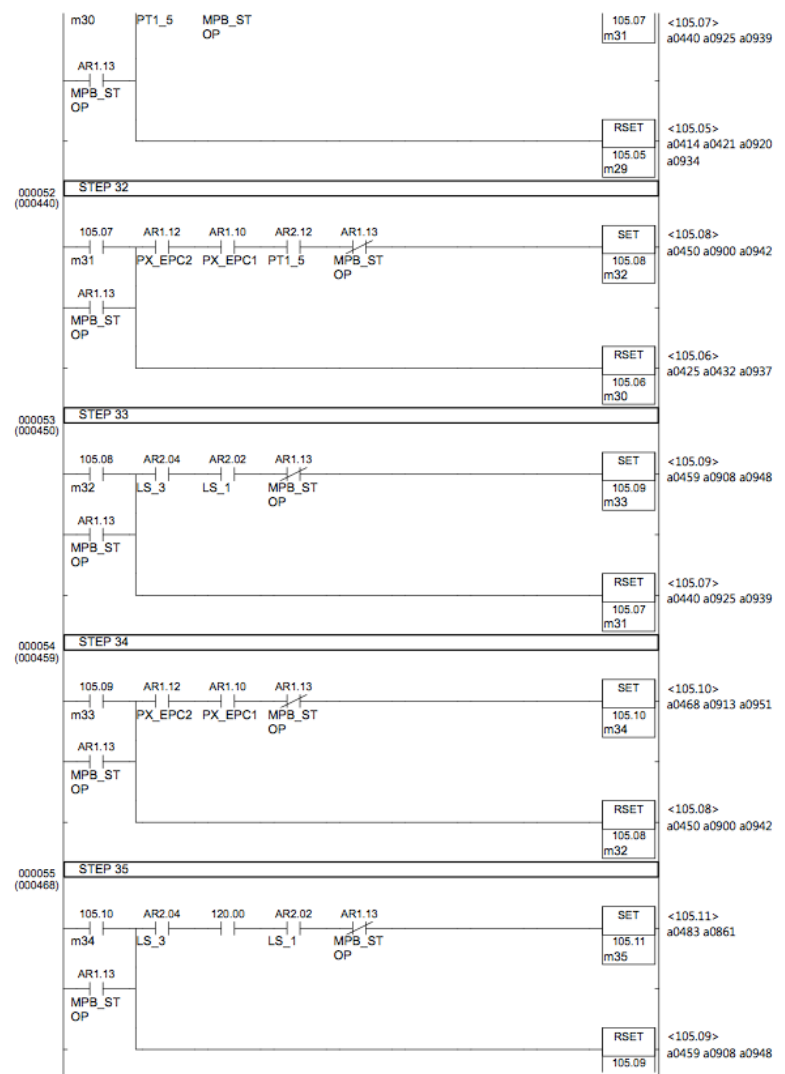 m30 PT1_5 MPB_ST 105.07 <105.07>
OP m31 a0440 a0925 a0939
AR1.13
MPB_ST
OP
RSET <105.05>
105.05 a0414 a0421 a0920
m29 a0934
000052 STEP 32
(000440)
105.07 AR1.12 AR1.10 AR2.12 AR1.13 SET <105.08>
m31 PX_EPC2 PX_EPC1 PT1_5 MPB_ST 105.08 a0450 a0900 a0942
OP m32
AR1.13
MPB_ST
OP
RSET <105.06>
105.06 a0425 a0432 a0937
m30
000053 STEP 33
(000450)
105.08 AR2.04 AR2.02 AR1.13 SET <105.09>
m32 LS_3 LS_1 MPB_ST 105.09 a0459 a0908 a0948
OP m33
AR1.13
MPB_ST
OP
RSET <105.07>
105.07 a0440 a0925 a0939
m31
000054 STEP 34
(000459)
105.09 AR1.12 AR1.10 AR1.13 SET <105.10>
m33 PX_EPC2 PX_EPC1 MPB_ST 105.10 a0468 a0913 a0951
OP m34
AR1.13
MPB_ST
OP
RSET <105.08>
105.08 a0450 a0900 a0942
m32
000055 STEP 35
(000468)
105.10 AR2.04 120.00 AR2.02 AR1.13 SET <105.11>
m34 LS_3 LS_1 MPB_ST 105.11 a0483 a0861
OP m35
AR1.13
MPB_ST
OP
RSET <105.09>
105.09 a0459 a0908 a0948